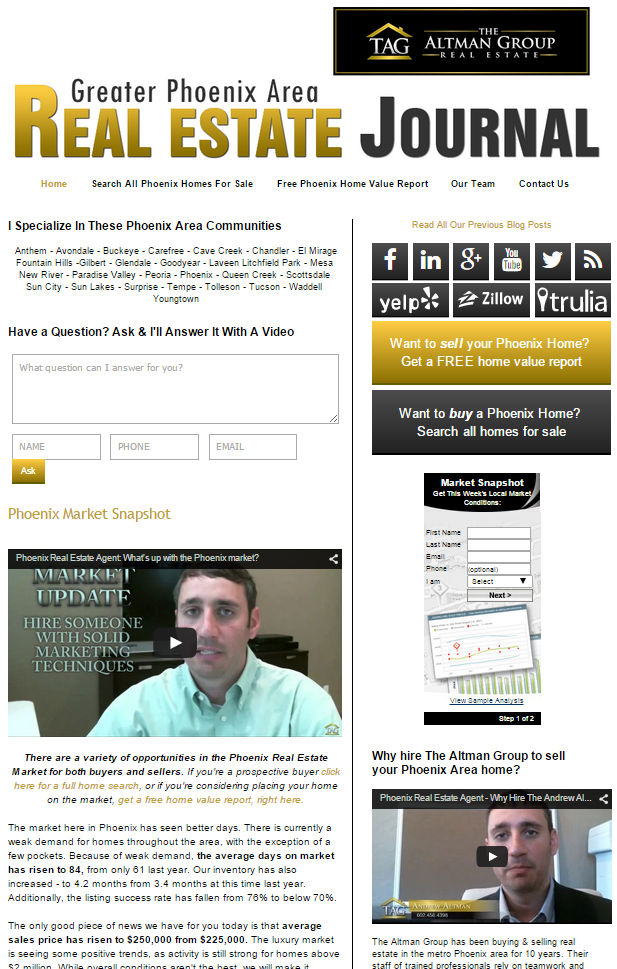 THE
TAG ALTMAN GROUP
REAL ESTATE
Greater Phoenix Area
REAL ESTATE JOURNAL
Home Search All Phoenix Homes For Sale Free Phoenix Home Value Report Our Team Contact Us
I Specialize In These Phoenix Area Communities
Anthem - Avondale - Buckeye - Carefree - Cave Creek - Chandler - El Mirage
Fountain Hills -Gilbert - Glendale - Goodyear - Laveen Litchfield Park - Mesa
New River - Paradise Valley - Peoria - Phoenix - Queen Creek - Scottsdale
Sun City - Sun Lakes - Surprise - Tempe - Tolleson - Tucson - Waddell
Youngtown
Have a Question? Ask & I'll Answer It With A Video
What question can I answer for you?
NAME PHONE EMAIL
Ask
Phoenix Market Snapshot
Phoenix Real Estate Agent: What's up with the Phoenix market?
MARKET
UPDATE
HIRE SOMEONE
WITH SOLID
MARKETING
TECHNIQUES
TAG
There are a variety of opportunities in the Phoenix Real Estate
Market for both buyers and sellers. If you're a prospective buyer click
here for a full home search, or if you're considering placing your home
on the market, get a free home value report, right here.
The market here in Phoenix has seen better days. There is currently a
weak demand for homes throughout the area, with the exception of a
few pockets. Because of weak demand, the average days on market
has risen to 84, from only 61 last year. Our inventory has also
increased - to 4.2 months from 3.4 months at this time last year.
Additionally, the listing success rate has fallen from 76% to below 70%.
The only good piece of news we have for you today is that average
sales price has risen to $250,000 from $225,000. The luxury market
is seeing some positive trends, as activity is still strong for homes above
$2 million. While overall conditions aren't the best, we will make it
Read All Our Previous Blog Posts
f in g+ You Tube
yelp Zillow trulia
Want to sell your Phoenix Home?
Get a FREE home value report
Want to buy a Phoenix Home?
Search all homes for sale
Market Snapshot
Get This Week's Local Market
Conditions:
First Name
Last Name
Email
Phone (optional)
I am Select
Next >
View Sample Analysis
Step 1 of 2
Why hire The Altman Group to sell
your Phoenix Area home?
Phoenix Real Estate Agent - Why Hire The Andrew Al...
TAG ANDREW ALTMAN
602.456.4398
The Altman Group has been buying & selling real
estate in the metro Phoenix area for 10 years. Their
staff of trained professionals rely on teamwork and